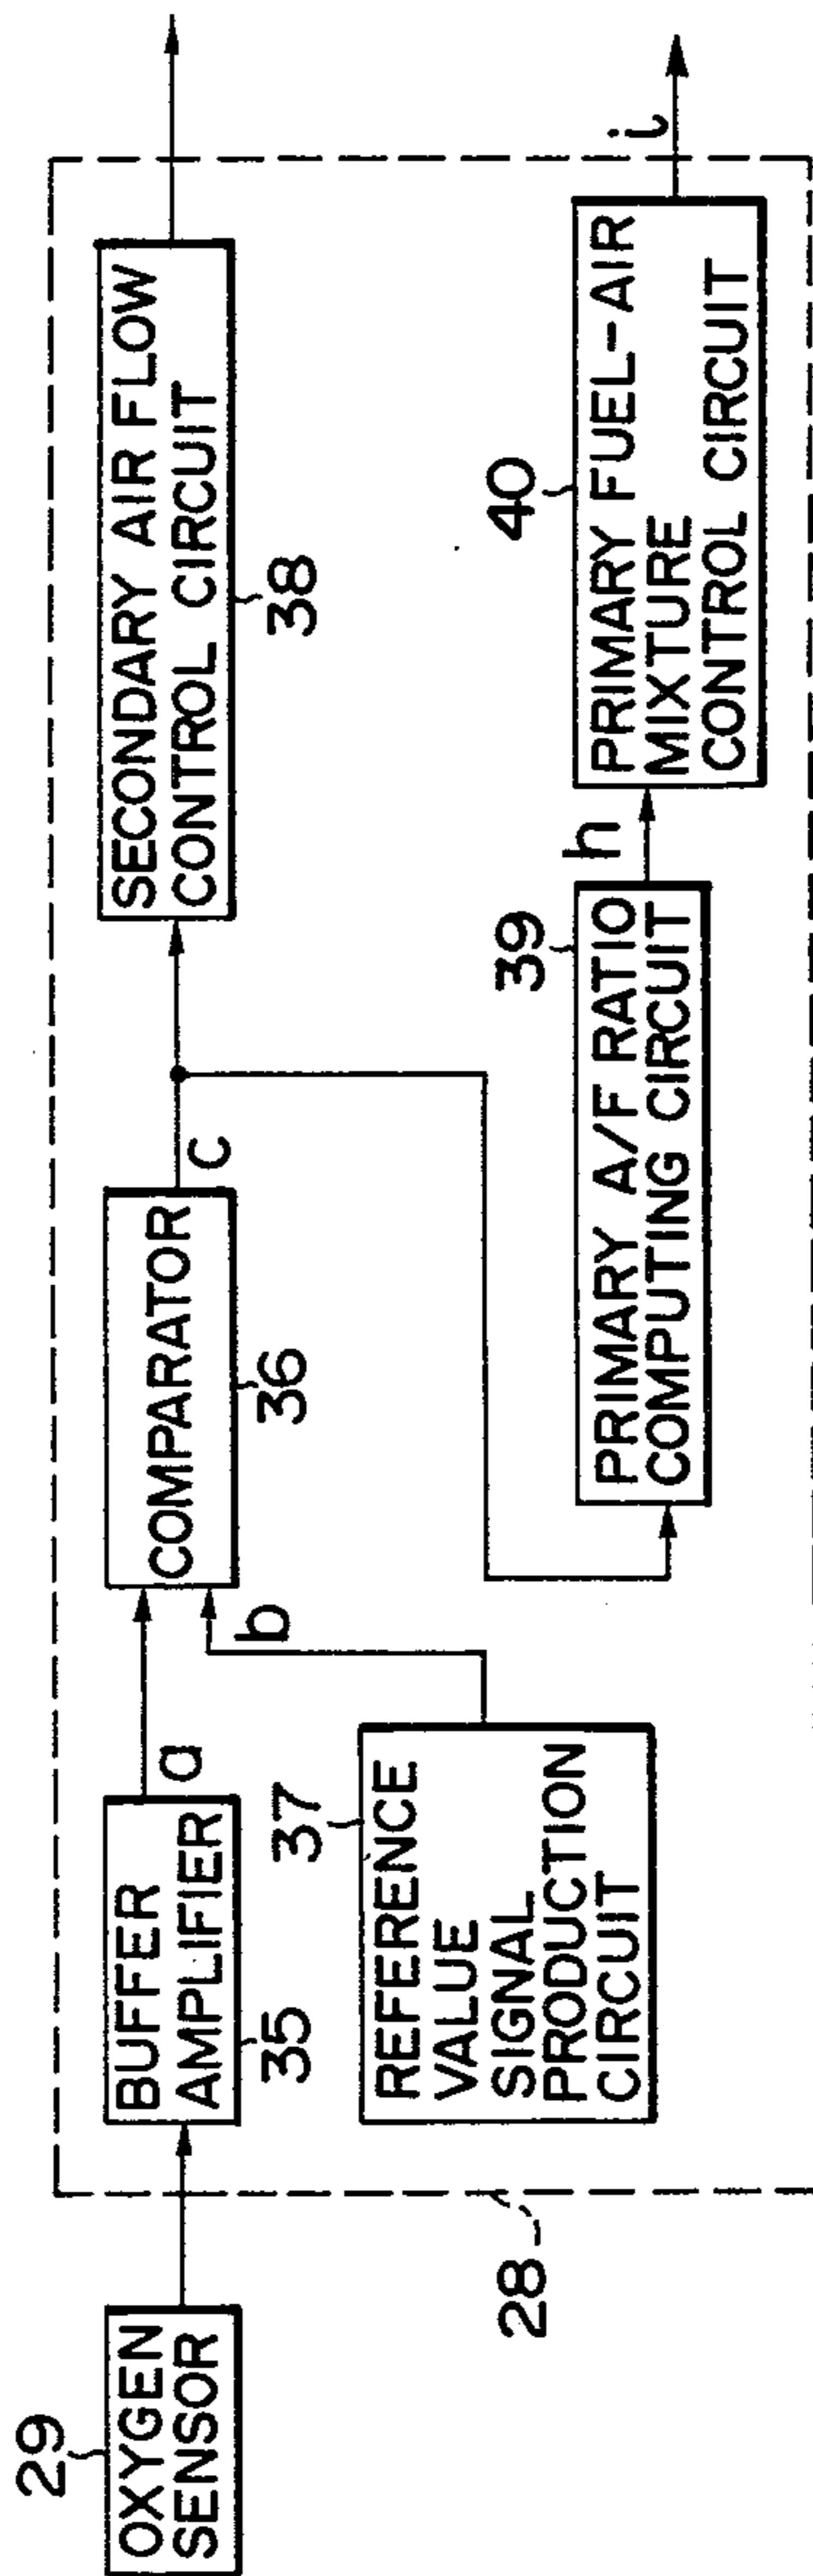 29
OXYGEN
SENSOR
BUFFER
AMPLIFIER
35
a
COMPARATOR
36
b
REFERENCE
VALUE
SIGNAL
PRODUCTION
CIRCUIT
37
c
SECONDARY AIR FLOW
CONTROL CIRCUIT
38
39
PRIMARY A/F RATIO
COMPUTING CIRCUIT
h
40
PRIMARY FUEL-AIR
MIXTURE
CONTROL CIRCUIT
i
28